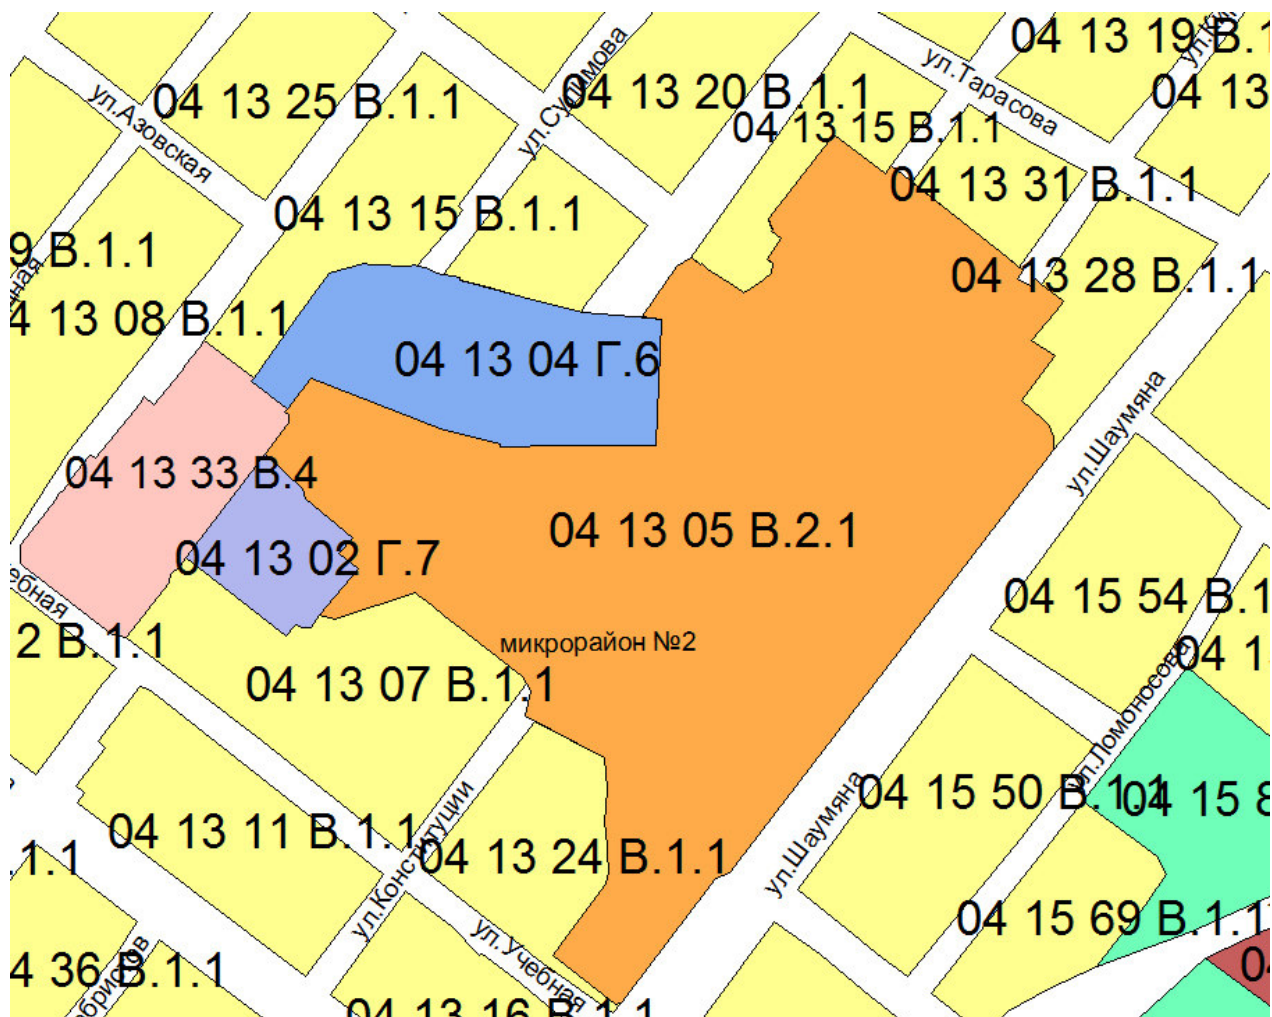 04 13 19 В.1
ул.Тарасова
ул.Сулимова
04 13 25 В.1.1
04 13 20 В.1.1
04 13
ул.Азовская
04 13 15 В.1.1
04 13 31 В.1.1
04 13 15 В.1.1
9 В.1.1
04 13 28 В.1.1
4 13 08 В.1.1
04 13 04 Г.6
ул.Шаумяна
04 13 33 В.4
04 13 05 В.2.1
04 13 02 Г.7
ебная
04 15 54 В.1
2 В.1.1
микрорайон №2
04 1
04 13 07 В.1.1
ул.Ломоносова
04 15 50 В.1.1
04 15 8
ул.Шаумяна
04 13 11 В.1.1
ул.Конституции
04 13 24 В.1.1
.1.1
04 15 69 В.1.1
ул.Учебная
4 36 В.1.1
бристов
04
04 13 16 В.1.1